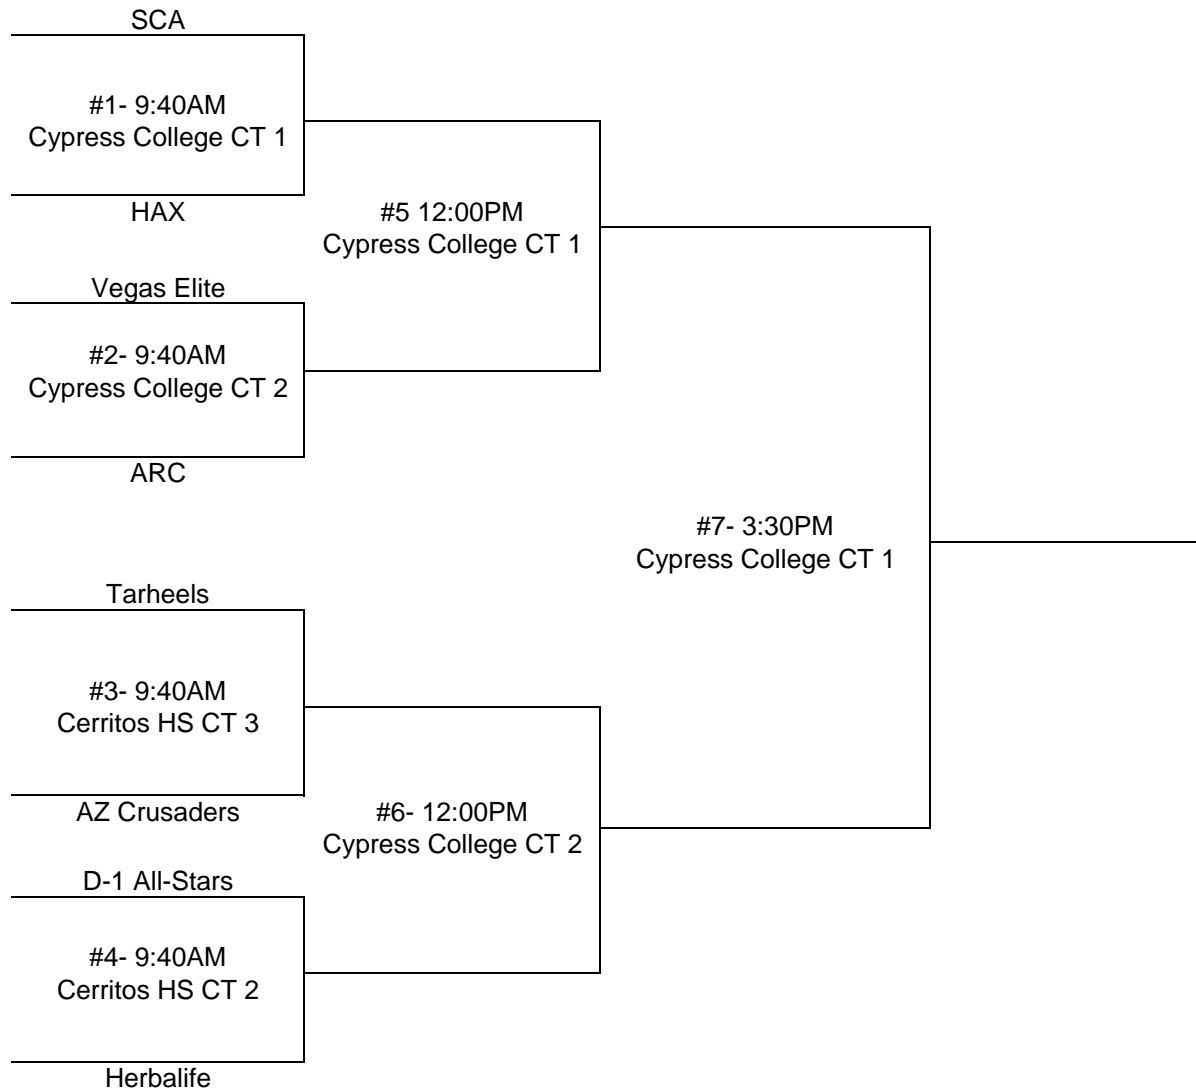 SCA
#1- 9:40AM
Cypress College CT 1
HAX
#5 12:00PM
Cypress College CT 1
Vegas Elite
#2- 9:40AM
Cypress College CT 2
ARC
#7- 3:30PM
Cypress College CT 1
Tarheels
#3- 9:40AM
Cerritos HS CT 3
AZ Crusaders
#6- 12:00PM
Cypress College CT 2
D-1 All-Stars
#4- 9:40AM
Cerritos HS CT 2
Herbalife